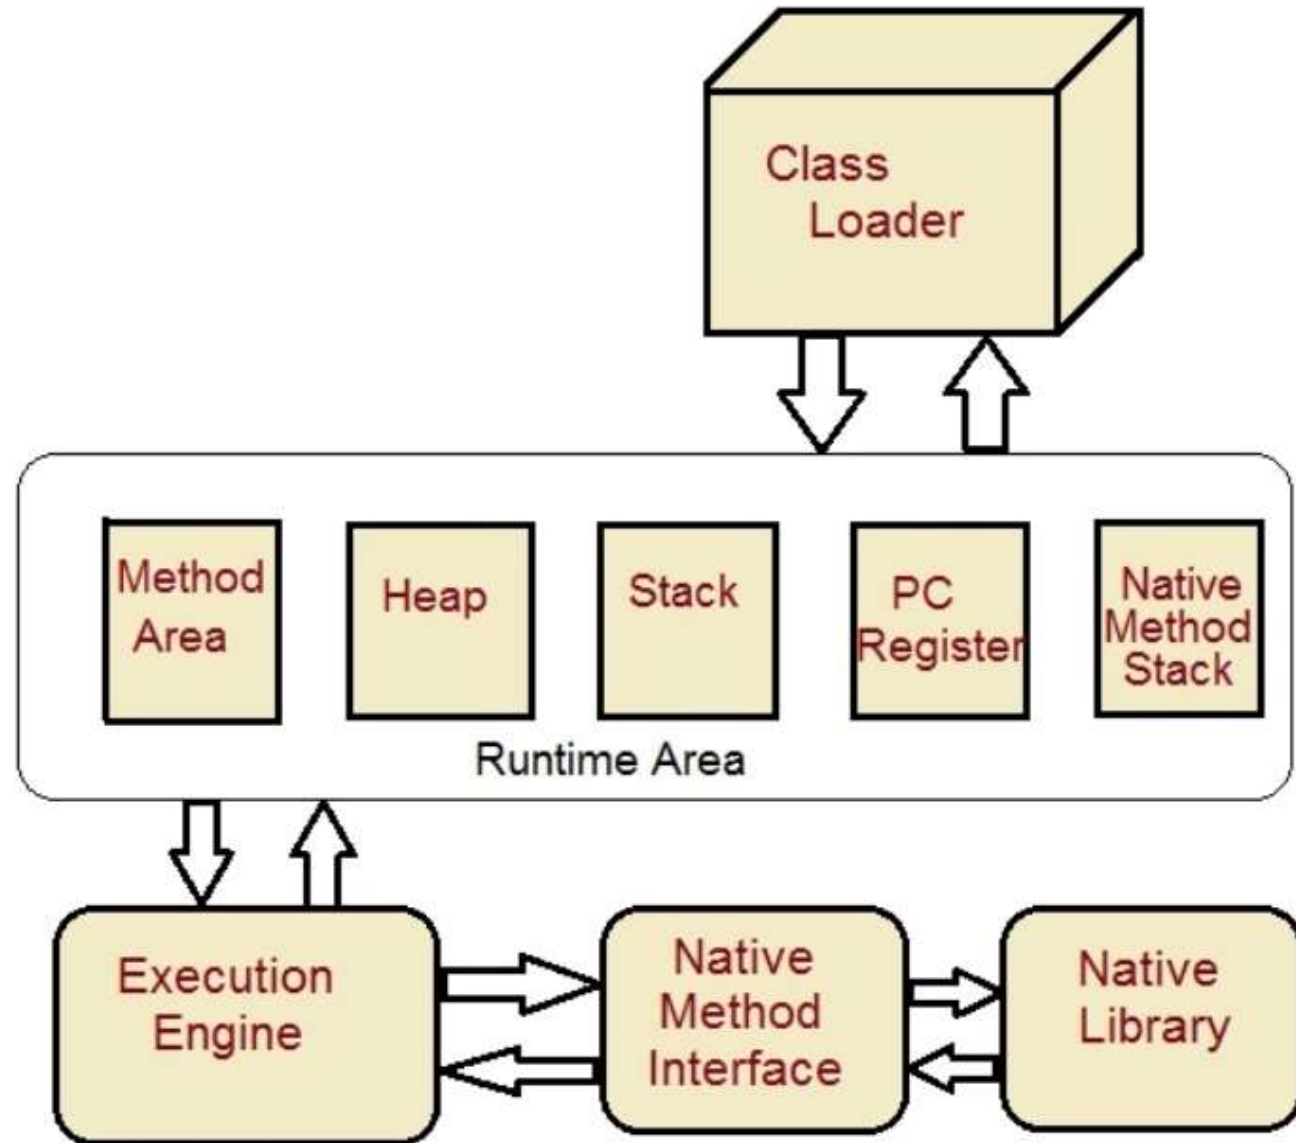 Class
Loader
Method
Area
Heap
Stack
PC
Register
Native
Method
Stack
Runtime Area
Execution
Engine
Native
Method
Interface
Native
Library